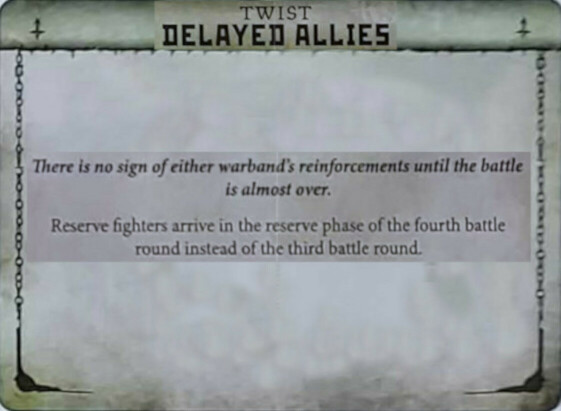 TWIST
DELAYED ALLIES
There is no sign of either warband's reinforcements until the battle
is almost over.
Reserve fighters arrive in the reserve phase of the fourth battle
round instead of the third battle round.